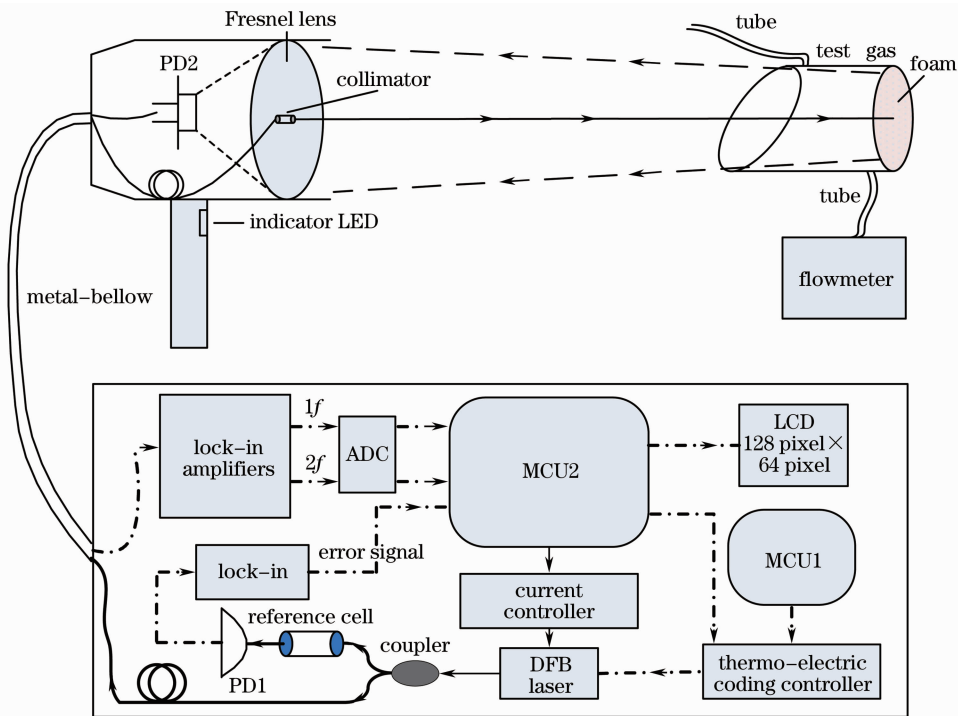 Fresnel lens
tube
PD2
test gas
foam
collimator
tube
indicator LED
metal-bellow
flowmeter
1f
lock-in
amplifiers
ADC
2f
MCU2
LCD
128 pixel×
64 pixel
error signal
lock-in
MCU1
current
controller
reference cell
coupler
PD1
DFB
laser
thermo-electric
coding controller